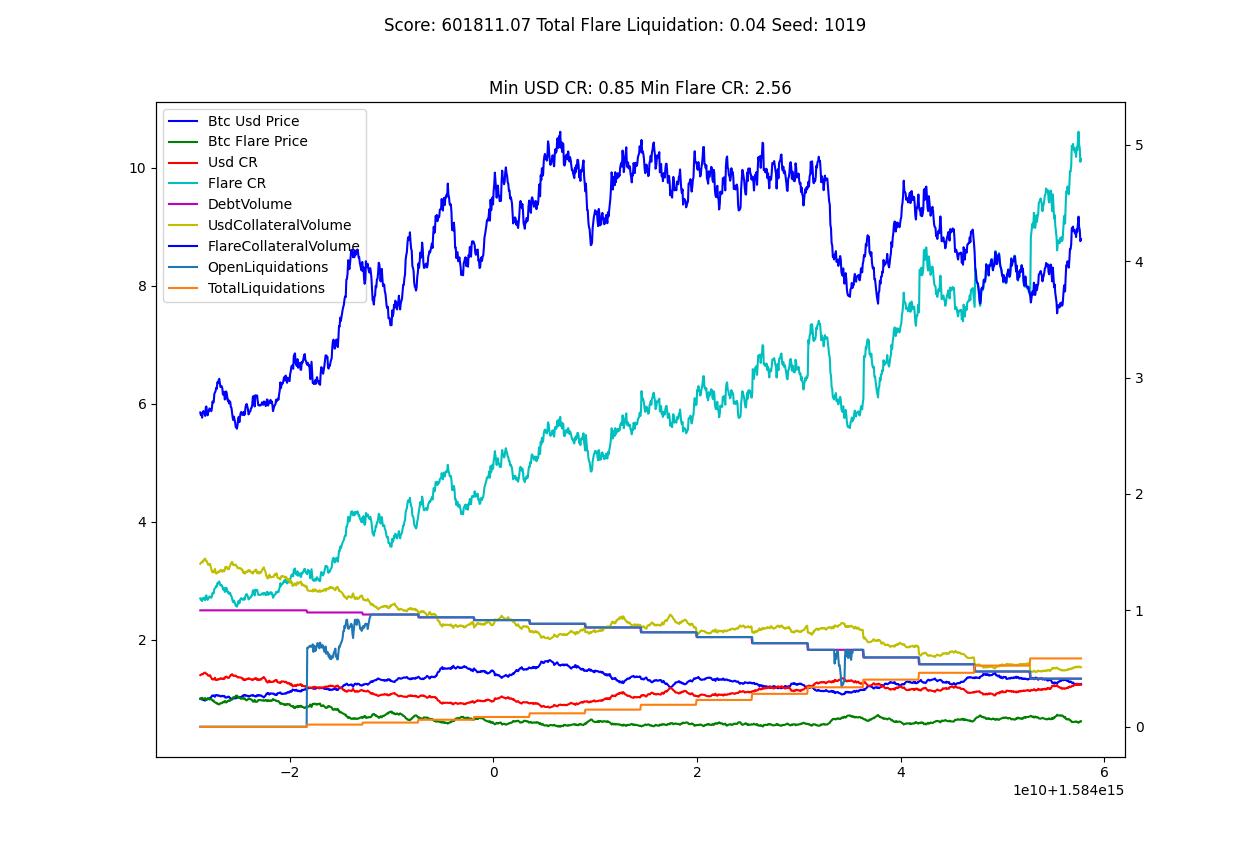 Score: 601811.07 Total Flare Liquidation: 0.04 Seed: 1019
Min USD CR: 0.85 Min Flare CR: 2.56
Btc Usd Price
Btc Flare Price
Usd CR
Flare CR
DebtVolume
UsdCollateralVolume
FlareCollateralVolume
OpenLiquidations
TotalLiquidations
10
8
6
4
2
5
4
3
2
1
0
−2 0 2 4 6
1e10+1.584e15